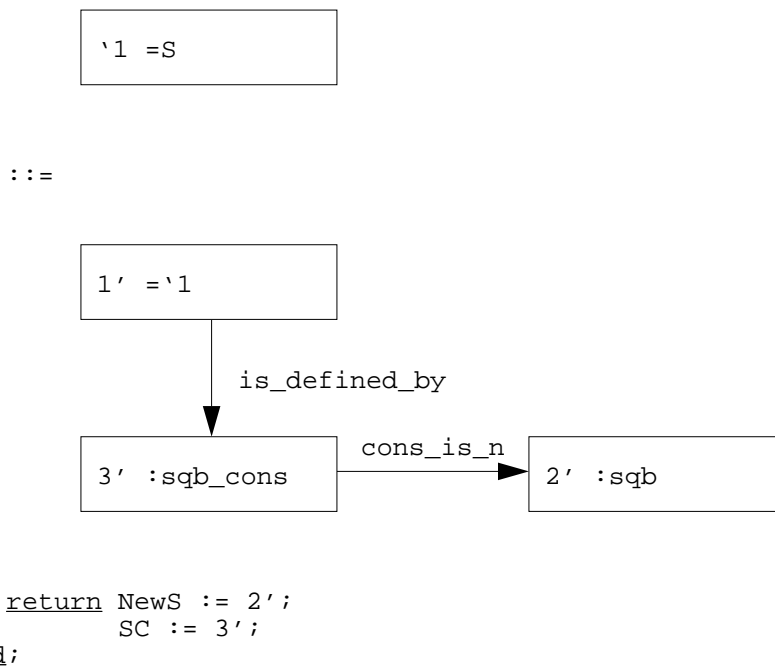 ‘1 =S
::=
1’ =‘1
is_defined_by
cons_is_n
3’ :sqb_cons
2’ :sqb
return NewS := 2’;
SC := 3’;